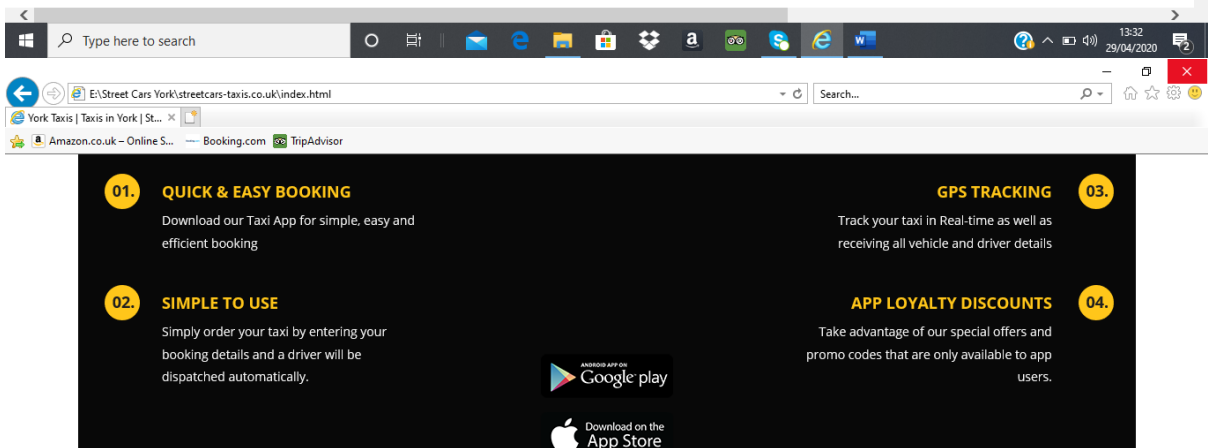 Type here to search
13:32
29/04/2020
2
E:\Street Cars York\streetcars-taxis.co.uk\index.html
Search...
York Taxis | Taxis in York | St...
Amazon.co.uk – Online S...
Booking.com
TripAdvisor
01.
QUICK & EASY BOOKING
Download our Taxi App for simple, easy and
efficient booking
02.
SIMPLE TO USE
Simply order your taxi by entering your
booking details and a driver will be
dispatched automatically.
ANDROID APP ON
Google play
Download on the
App Store
GPS TRACKING
03.
Track your taxi in Real-time as well as
receiving all vehicle and driver details
APP LOYALTY DISCOUNTS
04.
Take advantage of our special offers and
promo codes that are only available to app
users.